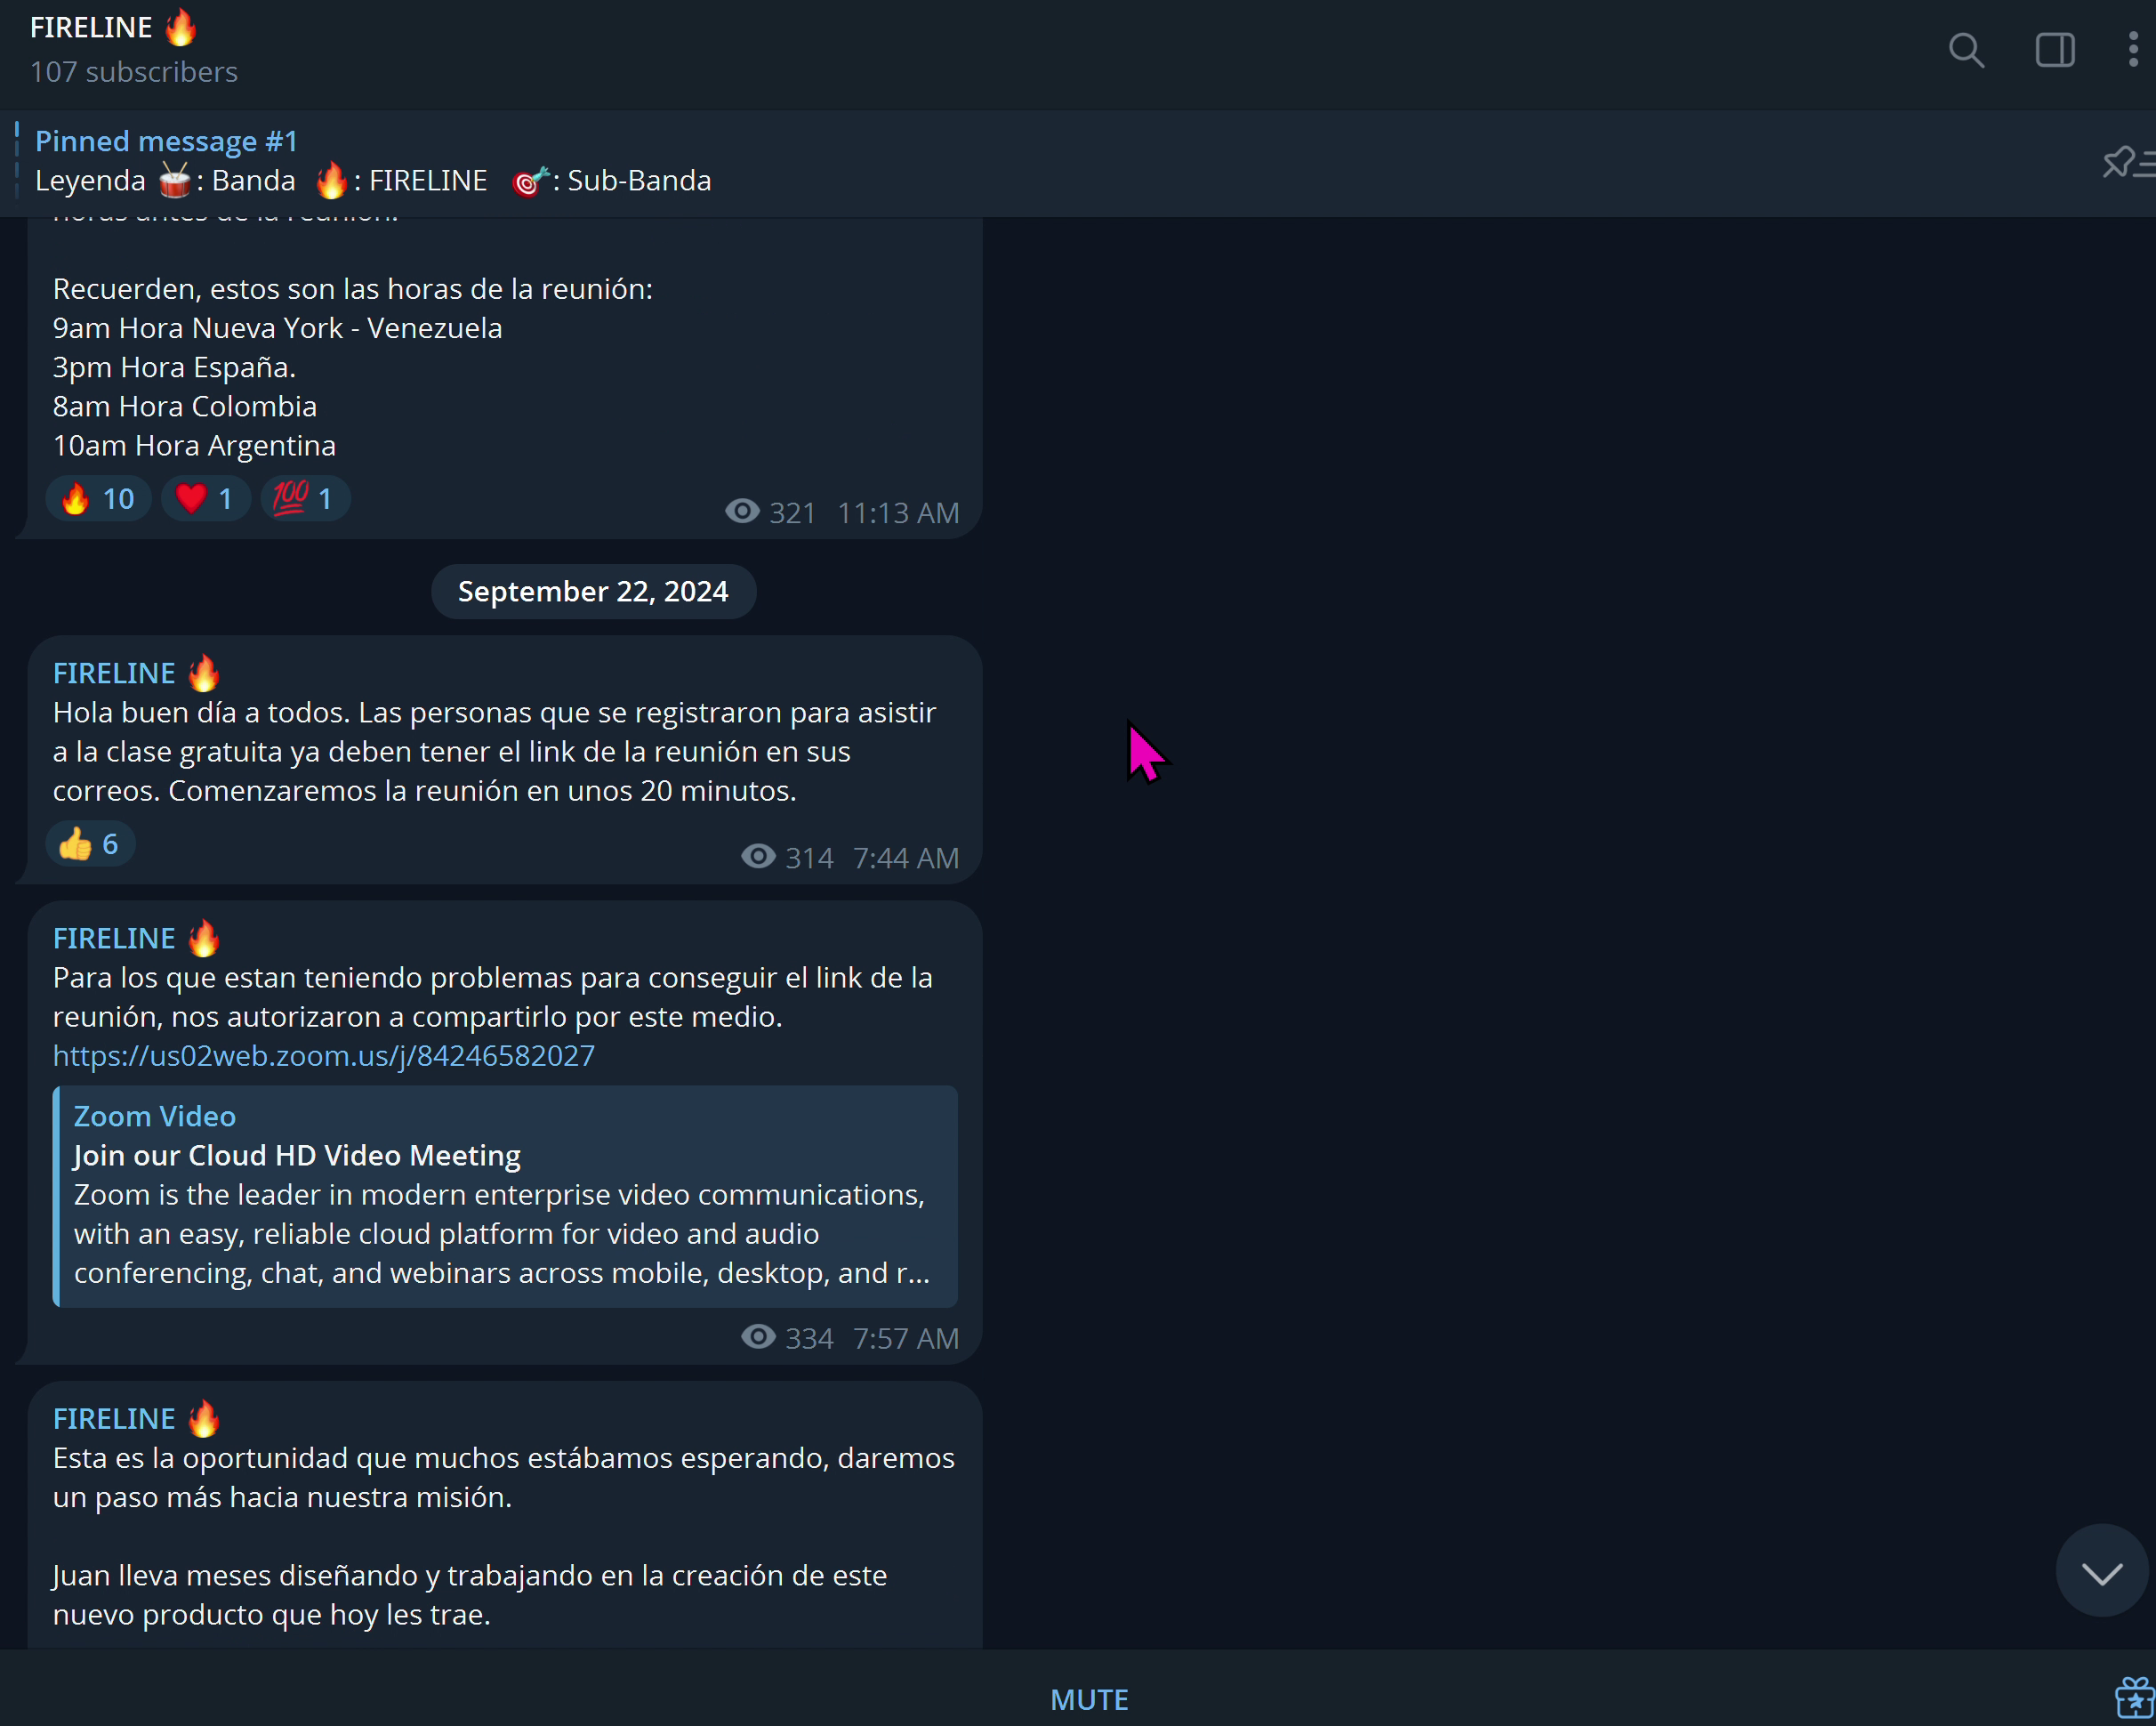 FIRELINE 🔥
107 subscribers
Pinned message #1
Leyenda 🥁: Banda 🔥: FIRELINE 🎯: Sub-Banda
horas antes de la reunión.
Recuerden, estos son las horas de la reunión:
9am Hora Nueva York - Venezuela
3pm Hora España.
8am Hora Colombia
10am Hora Argentina
🔥 10 ❤️ 1 💯 1
321 11:13 AM
September 22, 2024
FIRELINE 🔥
Hola buen día a todos. Las personas que se registraron para asistir
a la clase gratuita ya deben tener el link de la reunión en sus
correos. Comenzaremos la reunión en unos 20 minutos.
👍 6
314 7:44 AM
FIRELINE 🔥
Para los que estan teniendo problemas para conseguir el link de la
reunión, nos autorizaron a compartirlo por este medio.
https://us02web.zoom.us/j/84246582027
Zoom Video
Join our Cloud HD Video Meeting
Zoom is the leader in modern enterprise video communications,
with an easy, reliable cloud platform for video and audio
conferencing, chat, and webinars across mobile, desktop, and r...
334 7:57 AM
FIRELINE 🔥
Esta es la oportunidad que muchos estábamos esperando, daremos
un paso más hacia nuestra misión.
Juan lleva meses diseñando y trabajando en la creación de este
nuevo producto que hoy les trae.
MUTE